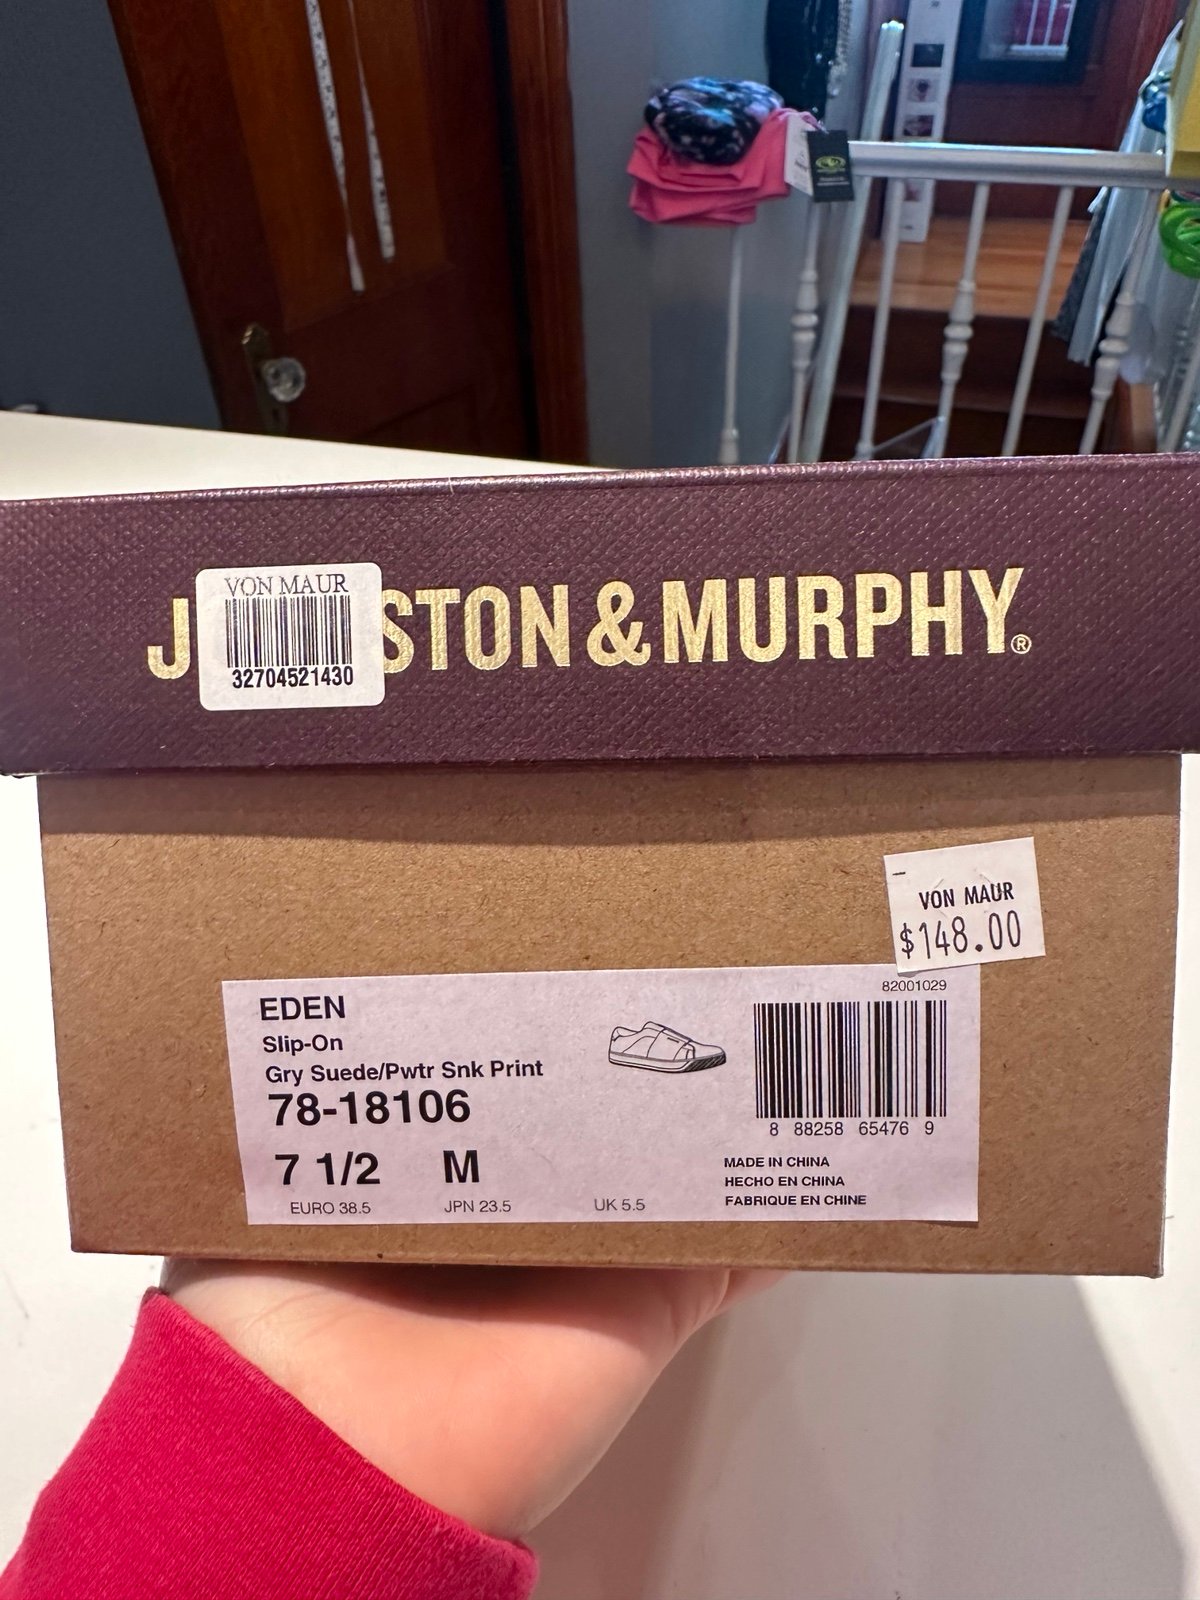 VON MAUR
32704521430
J STON & MURPHY®
VON MAUR
$148.00
82001029
EDEN
Slip-On
Gry Suede/Pwtr Snk Print
78-18106
7 1/2 M
EURO 38.5 JPN 23.5 UK 5.5
8 88258 65476 9
MADE IN CHINA
HECHO EN CHINA
FABRIQUE EN CHINE